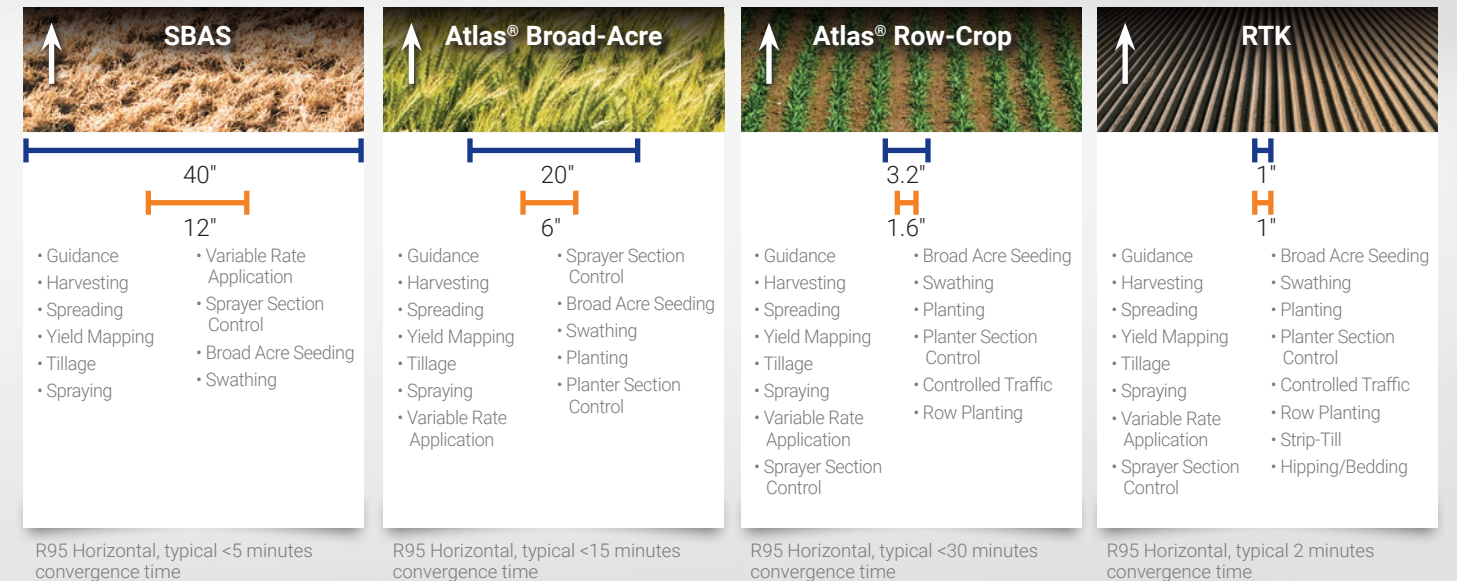 SBAS
40"
12"
• Guidance
• Harvesting
• Spreading
• Yield Mapping
• Tillage
• Spraying
• Variable Rate
Application
• Sprayer Section
Control
• Broad Acre Seeding
• Swathing
R95 Horizontal, typical <5 minutes
convergence time
Atlas® Broad-Acre
20"
6"
• Guidance
• Harvesting
• Spreading
• Yield Mapping
• Tillage
• Spraying
• Variable Rate
Application
• Sprayer Section
Control
• Broad Acre Seeding
• Swathing
• Planting
• Planter Section
Control
R95 Horizontal, typical <15 minutes
convergence time
Atlas® Row-Crop
3.2"
1.6"
• Guidance
• Harvesting
• Spreading
• Yield Mapping
• Tillage
• Spraying
• Variable Rate
Application
• Sprayer Section
Control
• Broad Acre Seeding
• Swathing
• Planting
• Planter Section
Control
• Controlled Traffic
• Row Planting
R95 Horizontal, typical <30 minutes
convergence time
RTK
1"
1"
• Guidance
• Harvesting
• Spreading
• Yield Mapping
• Tillage
• Spraying
• Variable Rate
Application
• Sprayer Section
Control
• Broad Acre Seeding
• Swathing
• Planting
• Planter Section
Control
• Controlled Traffic
• Row Planting
• Strip-Till
• Hipping/Bedding
R95 Horizontal, typical 2 minutes
convergence time